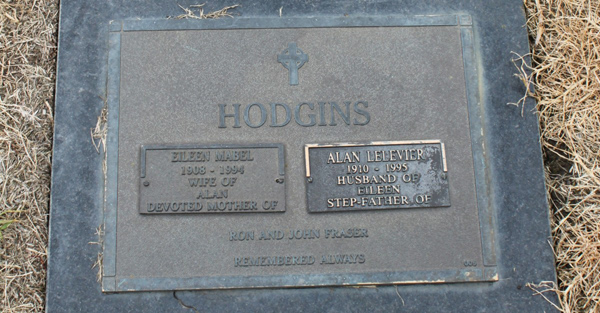 HODGINS
EILEEN MABEL
1908 - 1994
WIFE OF
ALAN
DEVOTED MOTHER OF
ALAN LELEVIER
1910 - 1995
HUSBAND OF
EILEEN
STEP-FATHER OF
RON AND JOHN FRASER
REMEMBERED ALWAYS